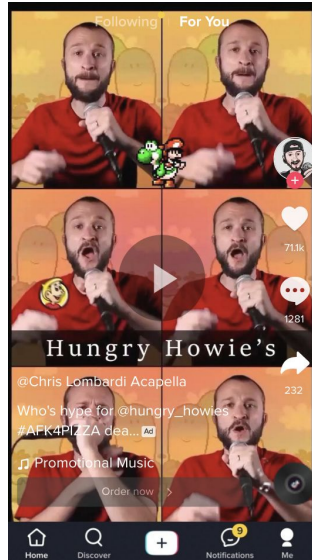 Following For You
71.1k
1281
Hungry Howie's
232
@Chris Lombardi Acapella
Who's hype for @hungry_howies
#AFK4PIZZA dea... Ad
Promotional Music
Order now >
9
Home Discover Notifications Me